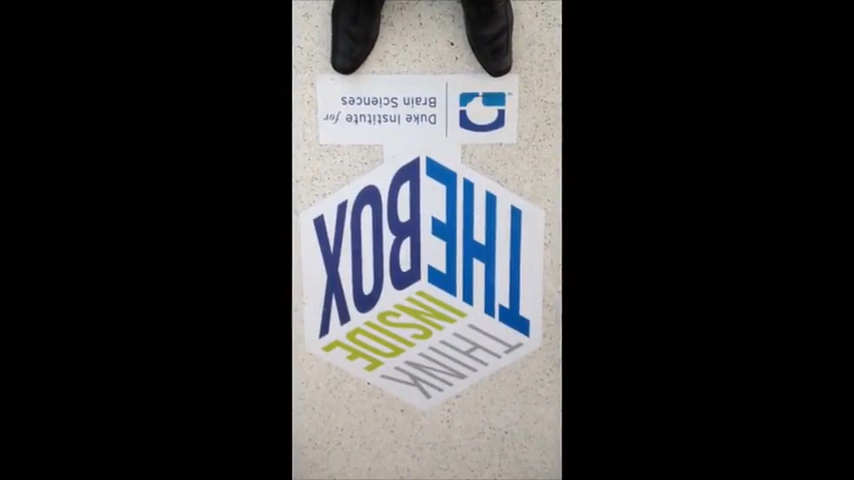 THINK
INSIDE
THE BOX
Duke Institute for
Brain Sciences